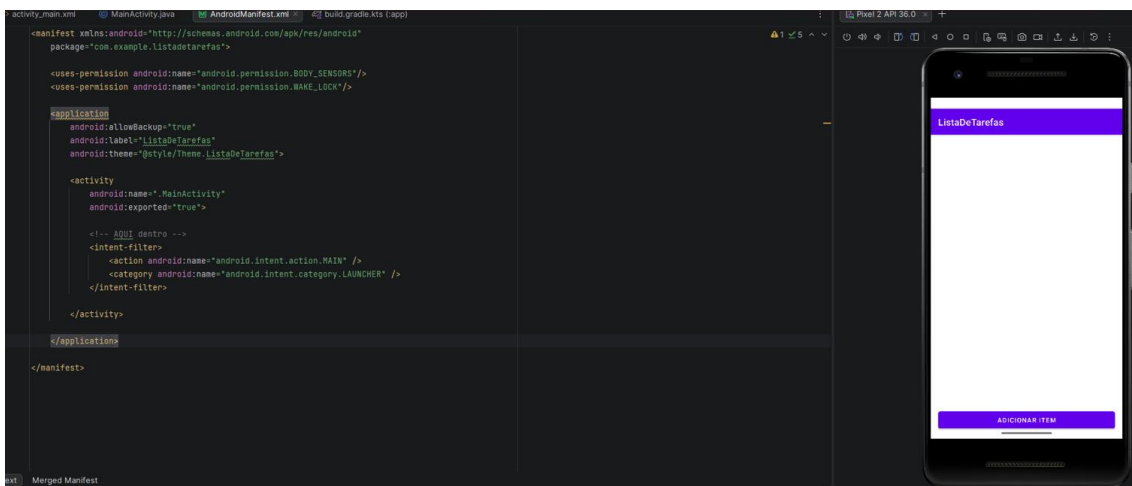 activity_main.xml MainActivity.java AndroidManifest.xml build.gradle.kts (:app)
Pixel 2 API 36.0
<manifest xmlns:android="http://schemas.android.com/apk/res/android"
package="com.example.listadetarefas">
1 5
<uses-permission android:name="android.permission.BODY_SENSORS"/>
<uses-permission android:name="android.permission.WAKE_LOCK"/>
<application
android:allowBackup="true"
android:label="ListaDeTarefas"
android:theme="@style/Theme.ListaDeTarefas">
<activity
android:name=".MainActivity"
android:exported="true">
<!-- AQUI dentro -->
<intent-filter>
<action android:name="android.intent.action.MAIN" />
<category android:name="android.intent.category.LAUNCHER" />
</intent-filter>
</activity>
</application>
</manifest>
ext Merged Manifest
ListaDeTarefas
ADICIONAR ITEM